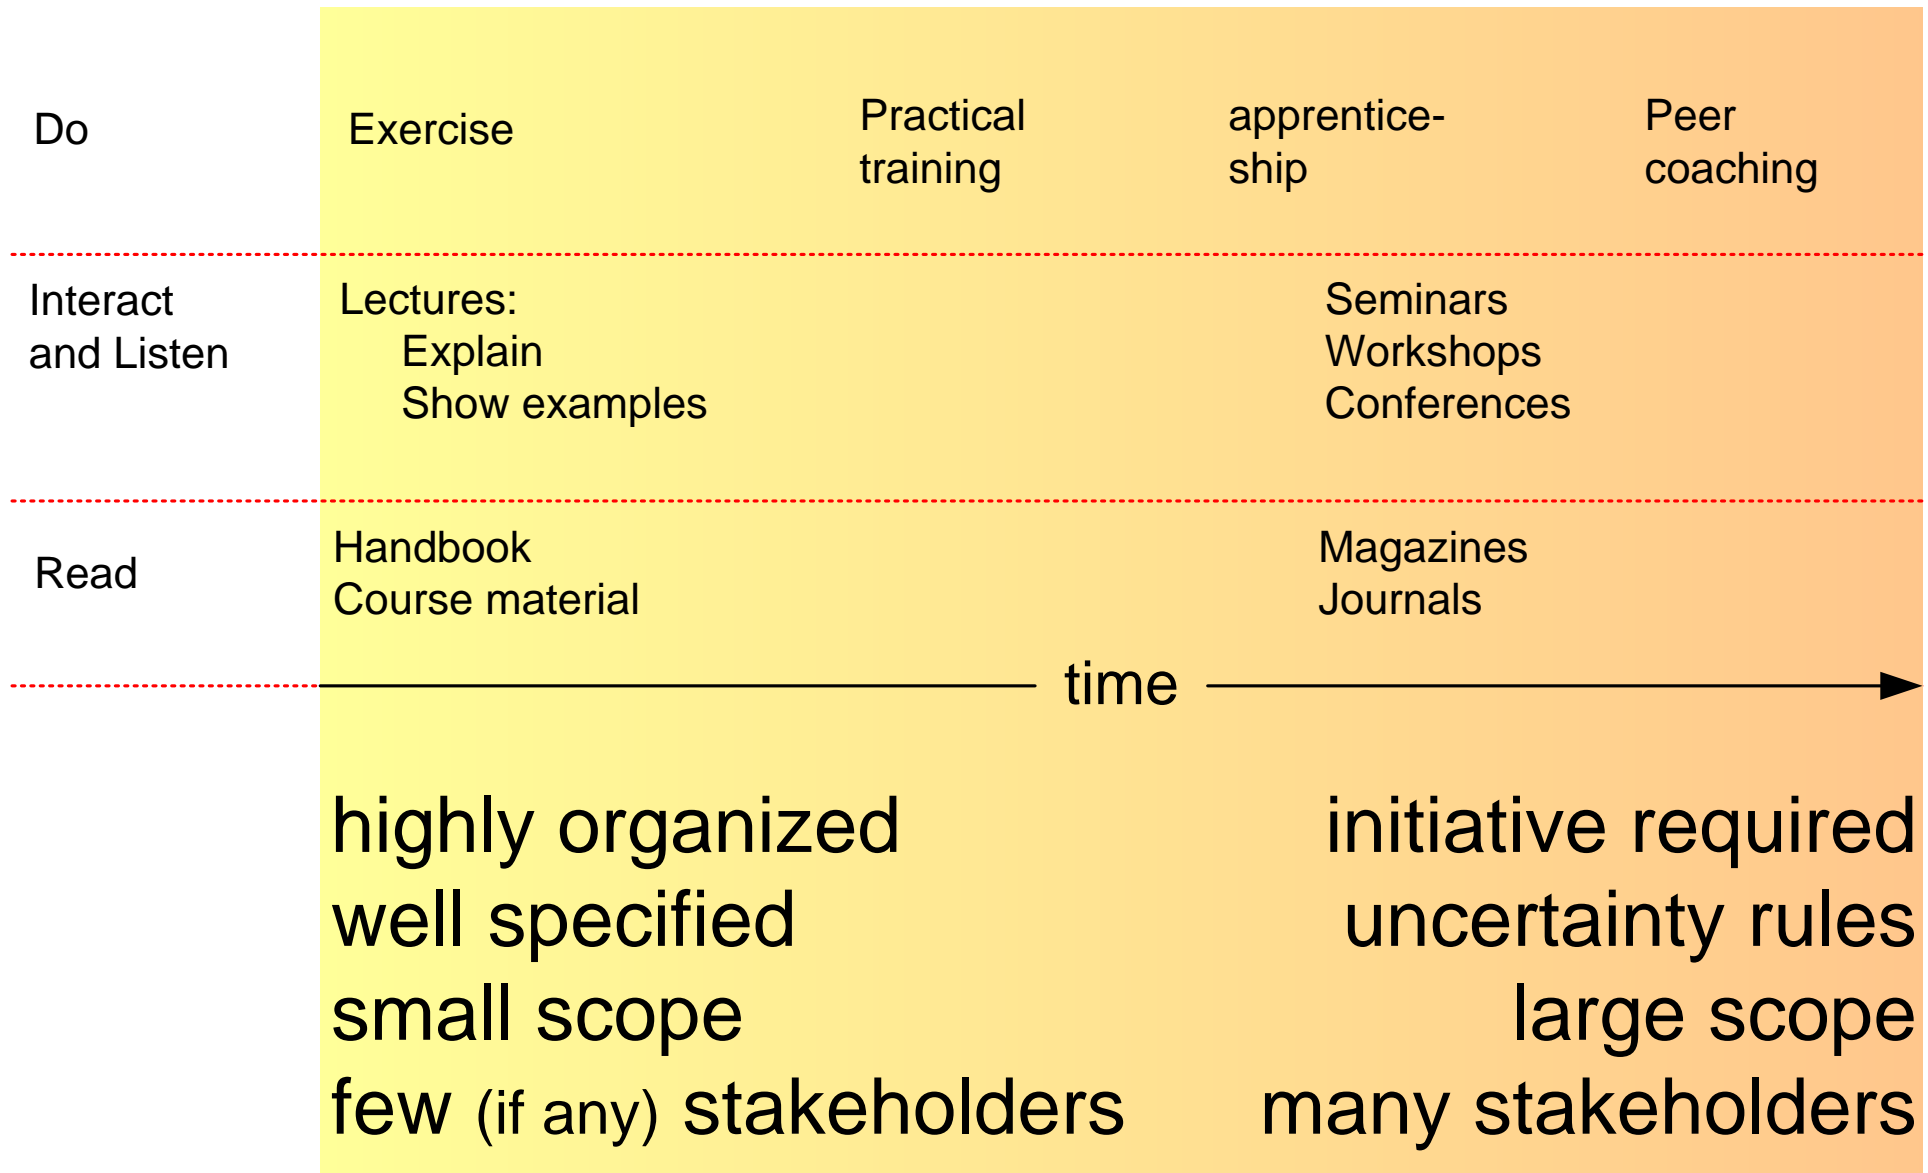 Do
Exercise
Practical
training
apprentice-
ship
Peer
coaching
Interact
and Listen
Lectures:
Explain
Show examples
Seminars
Workshops
Conferences
Read
Handbook
Course material
Magazines
Journals
time
highly organized
well specified
small scope
few (if any) stakeholders
initiative required
uncertainty rules
large scope
many stakeholders